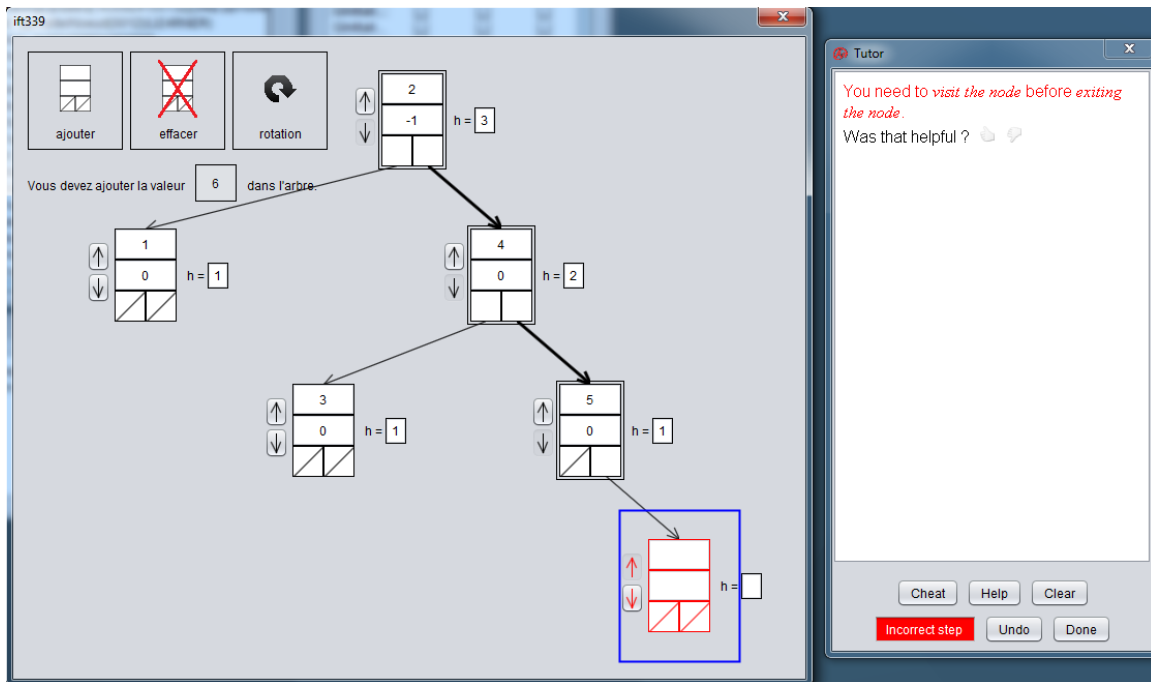 ift339
ajouter
effacer
rotation
Vous devez ajouter la valeur 6 dans l'arbre.
2
-1
h = 3
1
0
h = 1
4
0
h = 2
3
0
h = 1
5
0
h = 1
h =
Tutor
You need to visit the node before exiting
the node.
Was that helpful ?
Cheat
Help
Clear
Incorrect step
Undo
Done